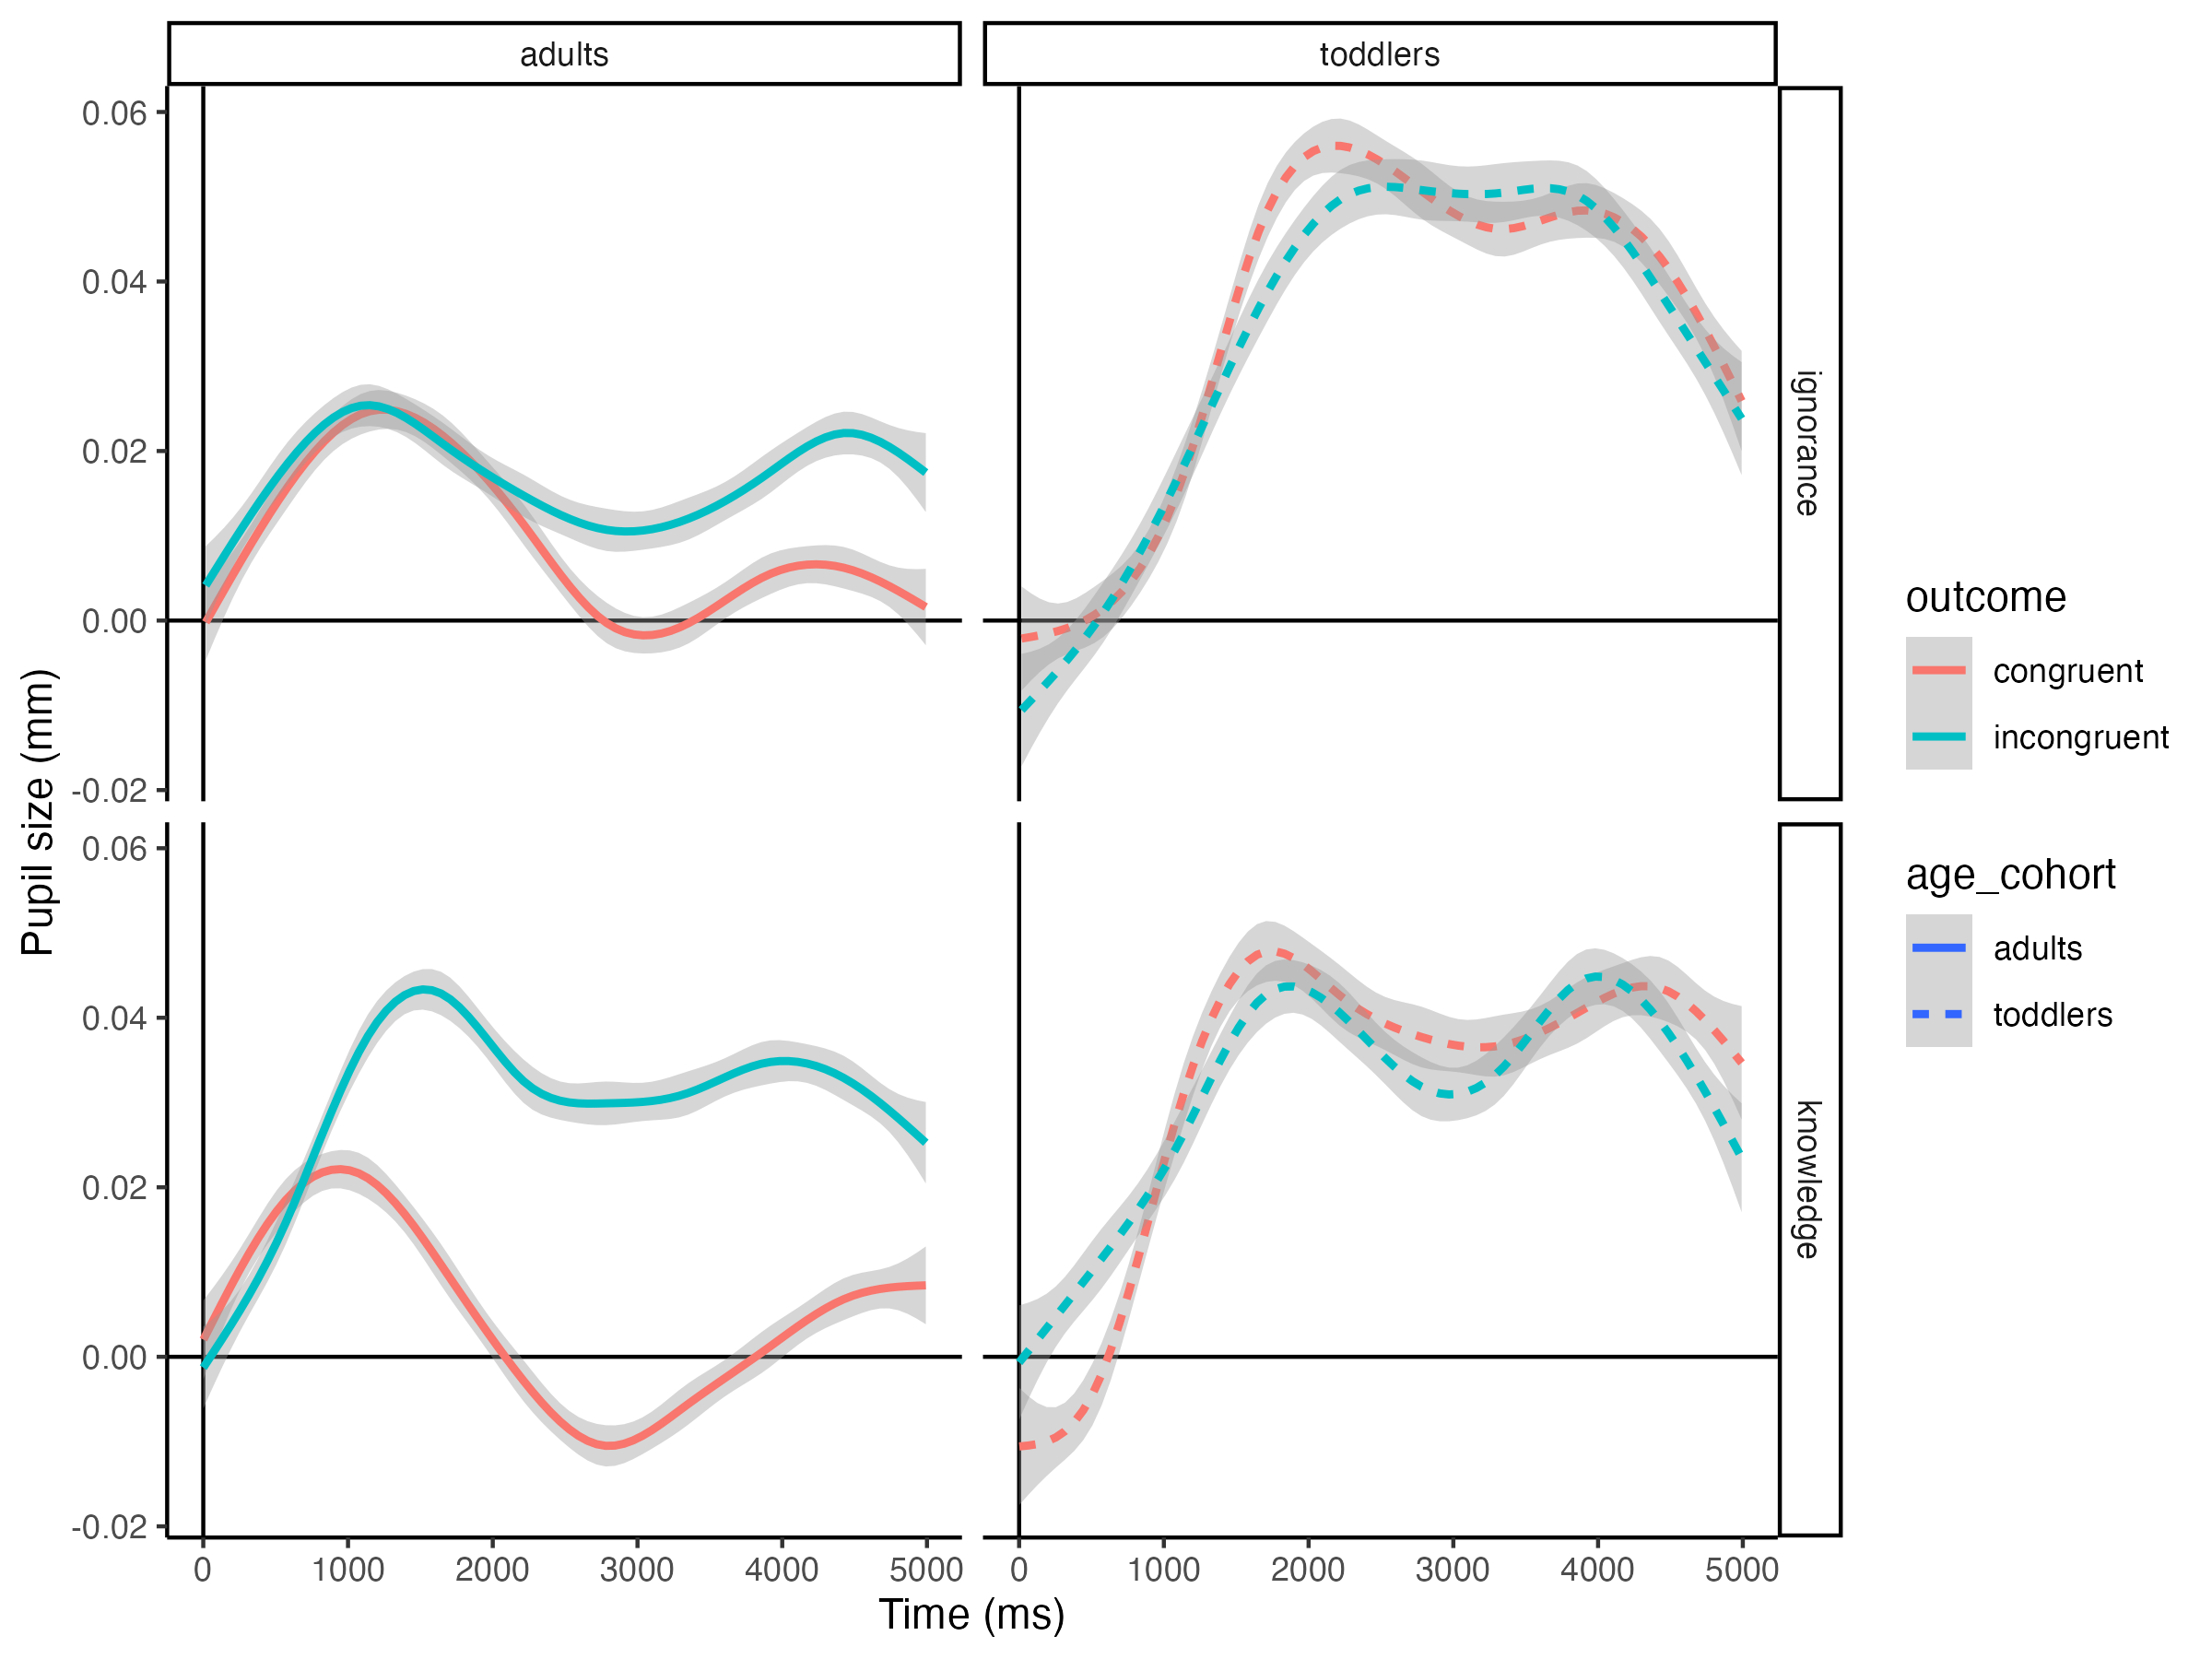 adults
toddlers
0.06
0.04
0.02
0.00
-0.02
ignorance
0.06
0.04
0.02
0.00
-0.02
knowledge
Pupil size (mm)
0 1000 2000 3000 4000 5000
0 1000 2000 3000 4000 5000
Time (ms)
outcome
congruent
incongruent
age_cohort
adults
toddlers